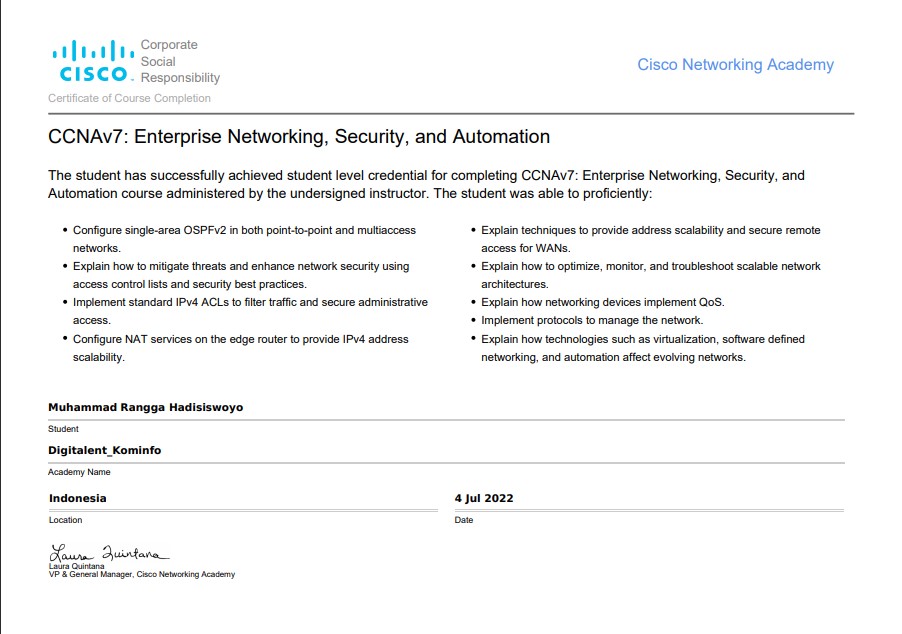 Corporate
Social
Responsibility
CISCO
Cisco Networking Academy
Certificate of Course Completion
CCNAv7: Enterprise Networking, Security, and Automation
The student has successfully achieved student level credential for completing CCNAv7: Enterprise Networking, Security, and
Automation course administered by the undersigned instructor. The student was able to proficiently:
• Configure single-area OSPFv2 in both point-to-point and multiaccess
networks.
• Explain how to mitigate threats and enhance network security using
access control lists and security best practices.
• Implement standard IPv4 ACLs to filter traffic and secure administrative
access.
• Configure NAT services on the edge router to provide IPv4 address
scalability.
• Explain techniques to provide address scalability and secure remote
access for WANs.
• Explain how to optimize, monitor, and troubleshoot scalable network
architectures.
• Explain how networking devices implement QoS.
• Implement protocols to manage the network.
• Explain how technologies such as virtualization, software defined
networking, and automation affect evolving networks.
Muhammad Rangga Hadisiswoyo
Student
Digitalent_Kominfo
Academy Name
Indonesia
Location
4 Jul 2022
Date
Laura Quintana
Laura Quintana
VP & General Manager, Cisco Networking Academy